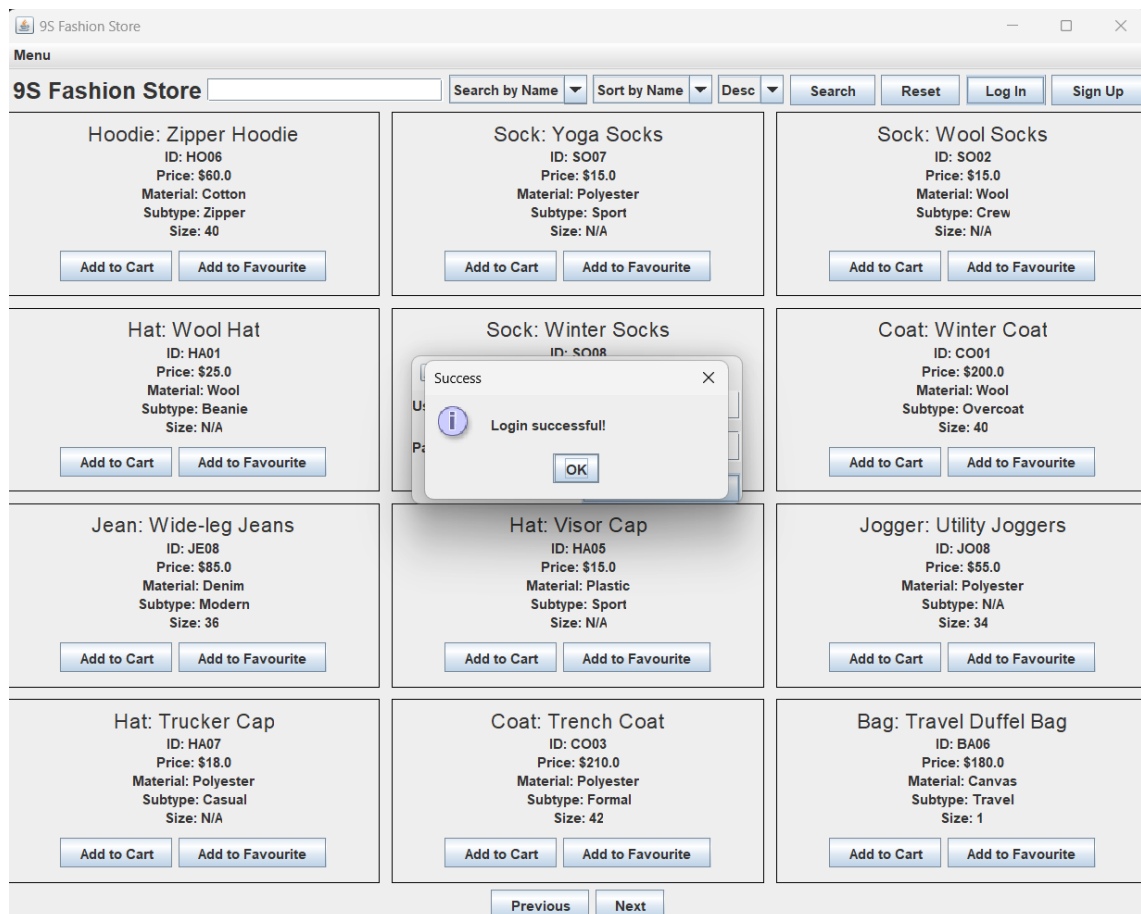 9S Fashion Store
Menu
9S Fashion Store Search by Name Sort by Name Desc Search Reset Log In Sign Up
Hoodie: Zipper Hoodie
ID: HO06
Price: $60.0
Material: Cotton
Subtype: Zipper
Size: 40
Add to Cart Add to Favourite
Sock: Yoga Socks
ID: SO07
Price: $15.0
Material: Polyester
Subtype: Sport
Size: N/A
Add to Cart Add to Favourite
Sock: Wool Socks
ID: SO02
Price: $15.0
Material: Wool
Subtype: Crew
Size: N/A
Add to Cart Add to Favourite
Hat: Wool Hat
ID: HA01
Price: $25.0
Material: Wool
Subtype: Beanie
Size: N/A
Add to Cart Add to Favourite
Sock: Winter Socks
ID: SO08
Success
Login successful!
OK
Coat: Winter Coat
ID: CO01
Price: $200.0
Material: Wool
Subtype: Overcoat
Size: 40
Add to Cart Add to Favourite
Jean: Wide-leg Jeans
ID: JE08
Price: $85.0
Material: Denim
Subtype: Modern
Size: 36
Add to Cart Add to Favourite
Hat: Visor Cap
ID: HA05
Price: $15.0
Material: Plastic
Subtype: Sport
Size: N/A
Add to Cart Add to Favourite
Jogger: Utility Joggers
ID: JO08
Price: $55.0
Material: Polyester
Subtype: N/A
Size: 34
Add to Cart Add to Favourite
Hat: Trucker Cap
ID: HA07
Price: $18.0
Material: Polyester
Subtype: Casual
Size: N/A
Add to Cart Add to Favourite
Coat: Trench Coat
ID: CO03
Price: $210.0
Material: Polyester
Subtype: Formal
Size: 42
Add to Cart Add to Favourite
Bag: Travel Duffel Bag
ID: BA06
Price: $180.0
Material: Canvas
Subtype: Travel
Size: 1
Add to Cart Add to Favourite
Previous Next